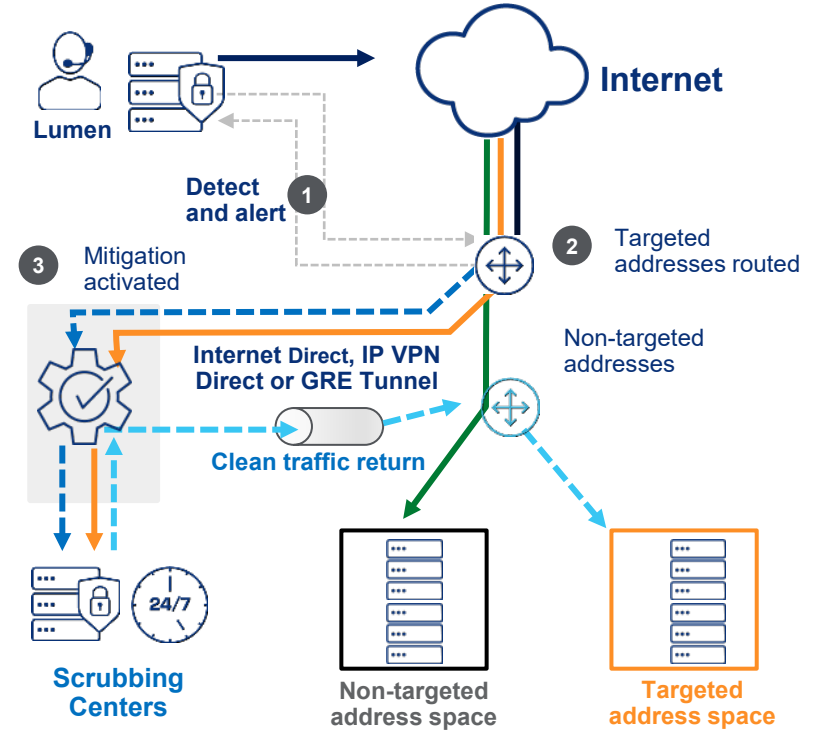 Internet
Lumen
Detect
and alert
1
2
Targeted
addresses routed
3
Mitigation
activated
Non-targeted
addresses
Internet Direct, IP VPN
Direct or GRE Tunnel
Clean traffic return
24/7
Scrubbing
Centers
Non-targeted
address space
Targeted
address space